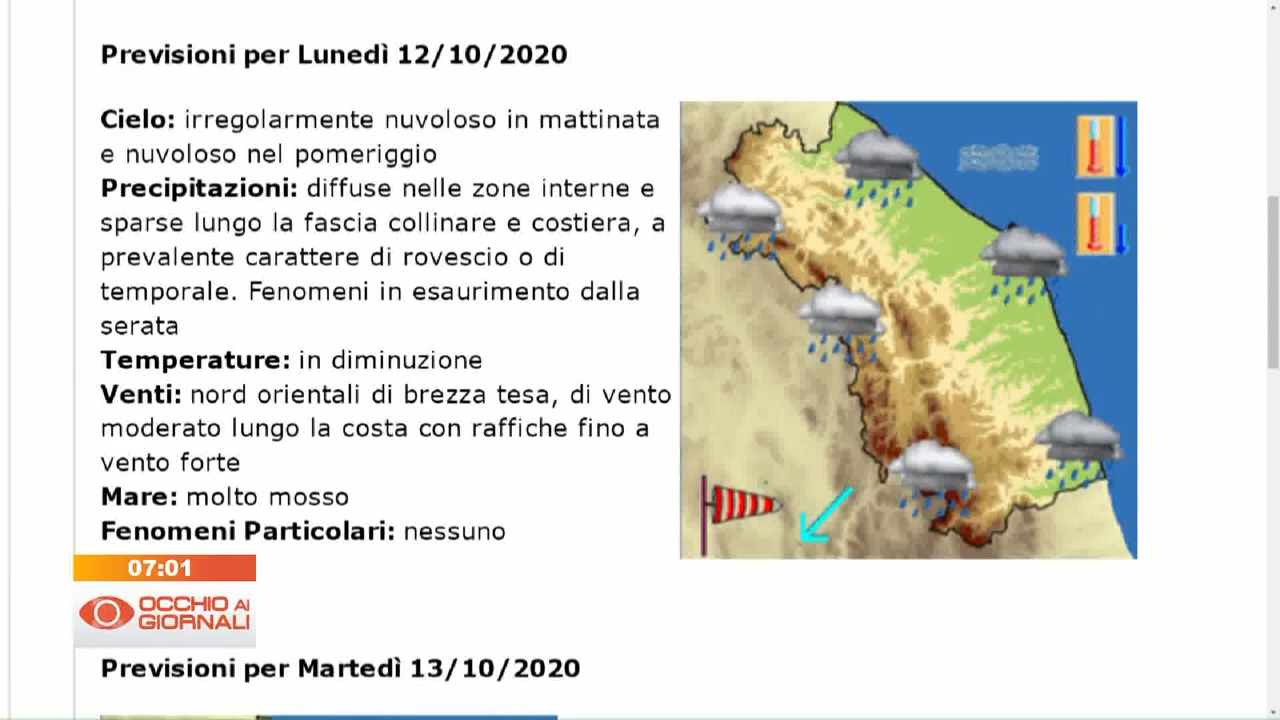 Previsioni per Lunedì 12/10/2020
Cielo: irregolarmente nuvoloso in mattinata
e nuvoloso nel pomeriggio
Precipitazioni: diffuse nelle zone interne e
sparse lungo la fascia collinare e costiera, a
prevalente carattere di rovescio o di
temporale. Fenomeni in esaurimento dalla
serata
Temperature: in diminuzione
Venti: nord orientali di brezza tesa, di vento
moderato lungo la costa con raffiche fino a
vento forte
Mare: molto mosso
Fenomeni Particolari: nessuno
07:01
OCCHIO AI
GIORNALI
Previsioni per Martedì 13/10/2020